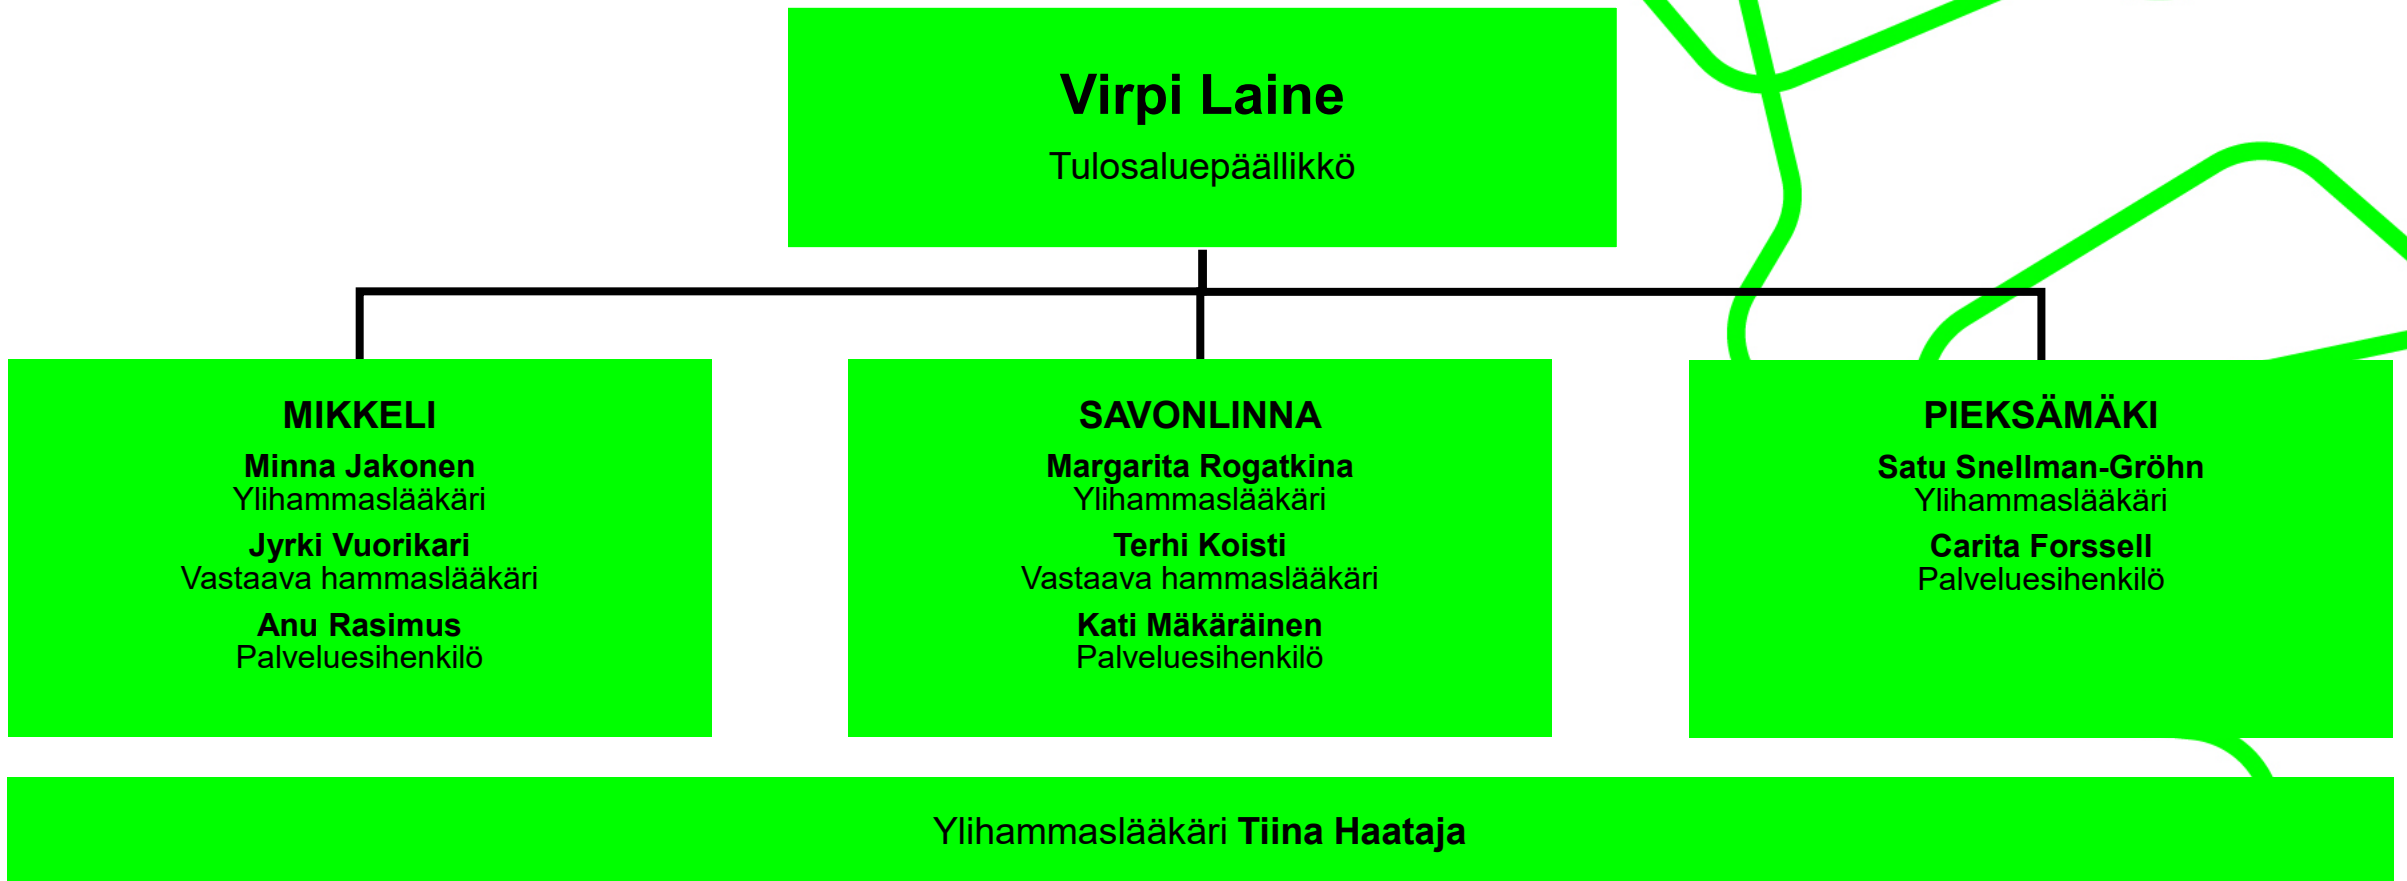 Virpi Laine
Tulosaluepäällikkö
MIKKELI
Minna Jakonen
Ylihammaslääkäri
Jyrki Vuorikari
Vastaava hammaslääkäri
Anu Rasimus
Palveluesihenkilö
SAVONLINNA
Margarita Rogatkina
Ylihammaslääkäri
Terhi Koisti
Vastaava hammaslääkäri
Kati Mäkäräinen
Palveluesihenkilö
PIEKSÄMÄKI
Satu Snellman-Gröhn
Ylihammaslääkäri
Carita Forssell
Palveluesihenkilö
Ylihammaslääkäri Tiina Haataja